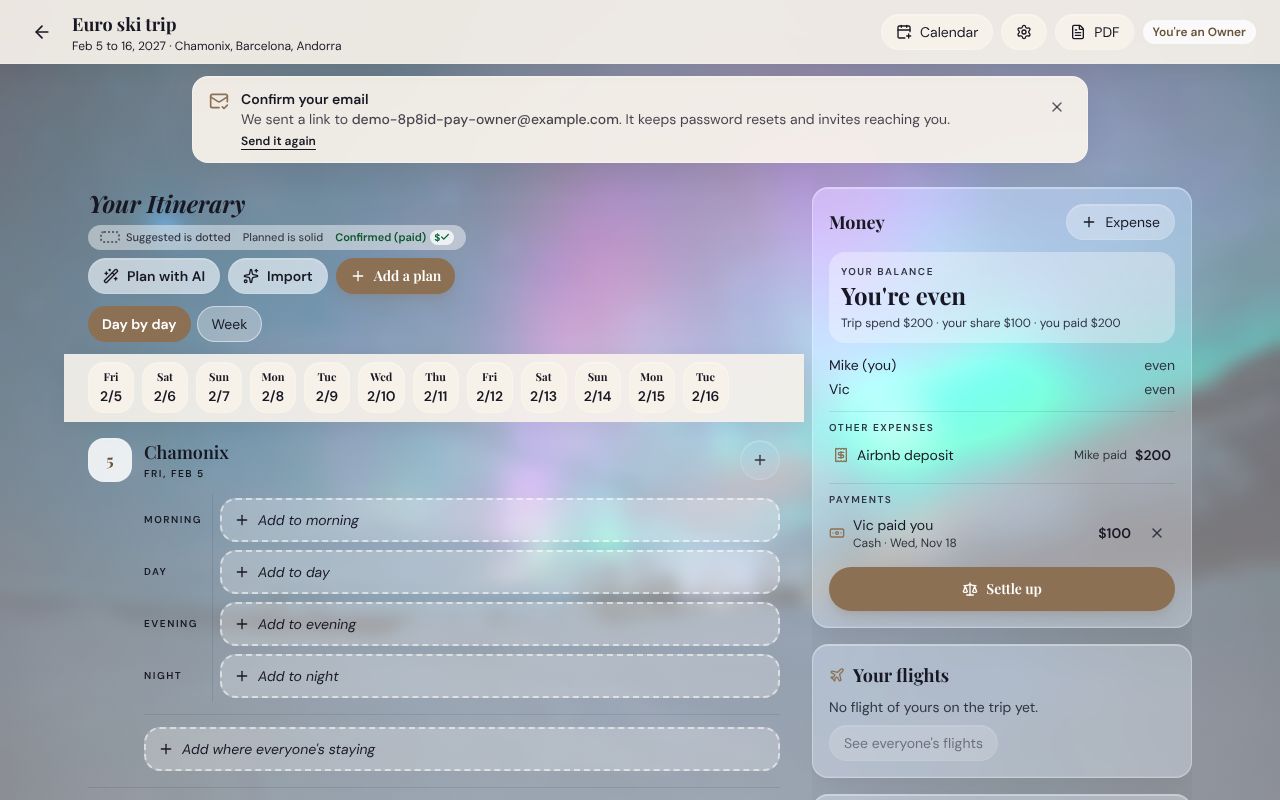 Euro ski trip
Feb 5 to 16, 2027 · Chamonix, Barcelona, Andorra
Calendar
PDF
You're an Owner
Confirm your email
We sent a link to demo-8p8id-pay-owner@example.com. It keeps password resets and invites reaching you.
Send it again
Your Itinerary
Suggested is dotted Planned is solid Confirmed (paid) $✓
Plan with AI
Import
Add a plan
Day by day
Week
Fri 2/5
Sat 2/6
Sun 2/7
Mon 2/8
Tue 2/9
Wed 2/10
Thu 2/11
Fri 2/12
Sat 2/13
Sun 2/14
Mon 2/15
Tue 2/16
5
Chamonix
FRI, FEB 5
MORNING
Add to morning
DAY
Add to day
EVENING
Add to evening
NIGHT
Add to night
Add where everyone's staying
Money
Expense
YOUR BALANCE
You're even
Trip spend $200 · your share $100 · you paid $200
Mike (you) even
Vic even
OTHER EXPENSES
Airbnb deposit Mike paid $200
PAYMENTS
Vic paid you
Cash · Wed, Nov 18
$100
Settle up
Your flights
No flight of yours on the trip yet.
See everyone's flights